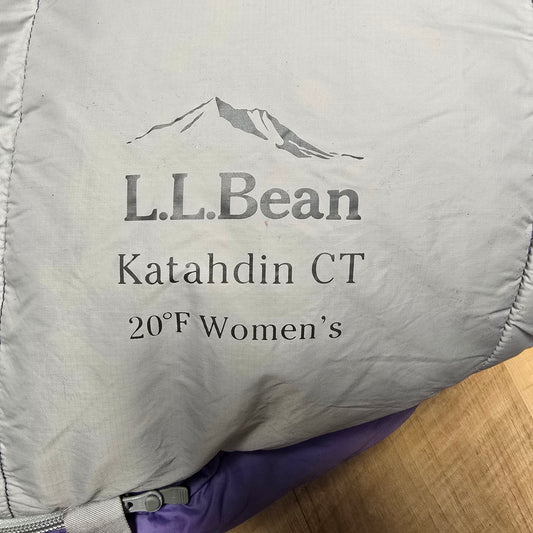 L.L.Bean
Katahdin CT
20°F Women's